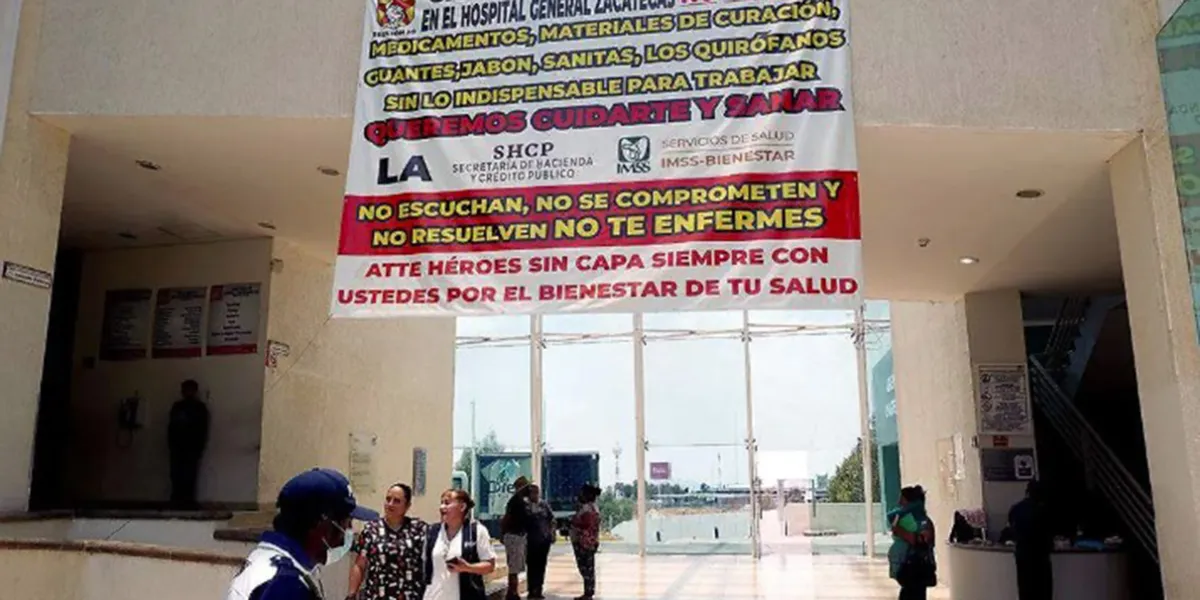 EN EL HOSPITAL GENERAL ZACATECAS
MEDICAMENTOS, MATERIALES DE CURACIÓN,
GUANTES,JABON, SANITAS, LOS QUIRÓFANOS
SIN LO INDISPENSABLE PARA TRABAJAR
QUEREMOS CUIDARTE Y SANAR
LA
SHCP
SECRETARÍA DE HACIENDA
Y CRÉDITO PÚBLICO
IMSS
SERVICIOS DE SALUD
IMSS-BIENESTAR
NO ESCUCHAN, NO SE COMPROMETEN Y
NO RESUELVEN NO TE ENFERMES
ATTE HÉROES SIN CAPA SIEMPRE CON
USTEDES POR EL BIENESTAR DE TU SALUD